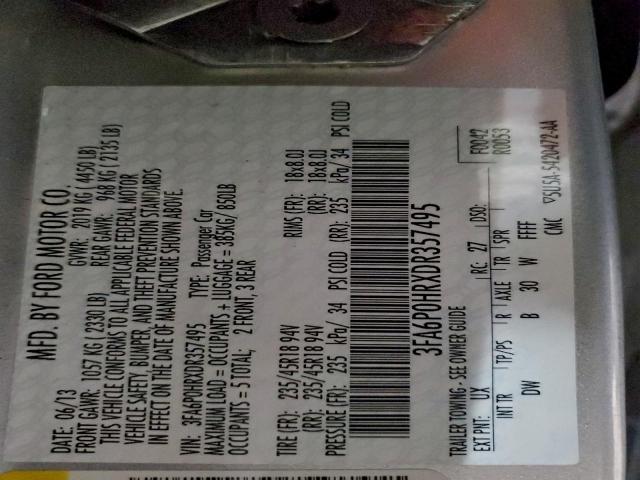 MFD. BY FORD MOTOR CO.
DATE: 06/13 GVWR: 2019 KG (4450 LB)
FRONT GAWR: 1057 KG (2330 LB) REAR GAWR: 968 KG (2135 LB)
THIS VEHICLE CONFORMS TO ALL APPLICABLE FEDERAL MOTOR
VEHICLE SAFETY, BUMPER, AND THEFT PREVENTION STANDARDS
IN EFFECT ON THE DATE OF MANUFACTURE SHOWN ABOVE.
VIN: 3FA6P0HRXDR357495 TYPE: Passenger Car
MAXIMUM LOAD = OCCUPANTS + LUGGAGE = 385KG/ 850LB
OCCUPANTS = 5 TOTAL; 2 FRONT, 3 REAR
TIRE (FR): 235/45R18 94V RIMS (FR): 18x8.0J
(RR): 235/45R18 94V (RR): 18x8.0J
PRESSURE (FR): 235 kPa/ 34 PSI COLD (RR): 235 kPa/ 34 PSI COLD
3FA6P0HRXDR357495
TRAILER TOWING - SEE OWNER GUIDE F0042
EXT PNT: UX RC: 27 DSO: R0053
INT TR TP/PS R AXLE TR SPR
DW B 30 W FFFF
CMC 5U5A-5420472-AA